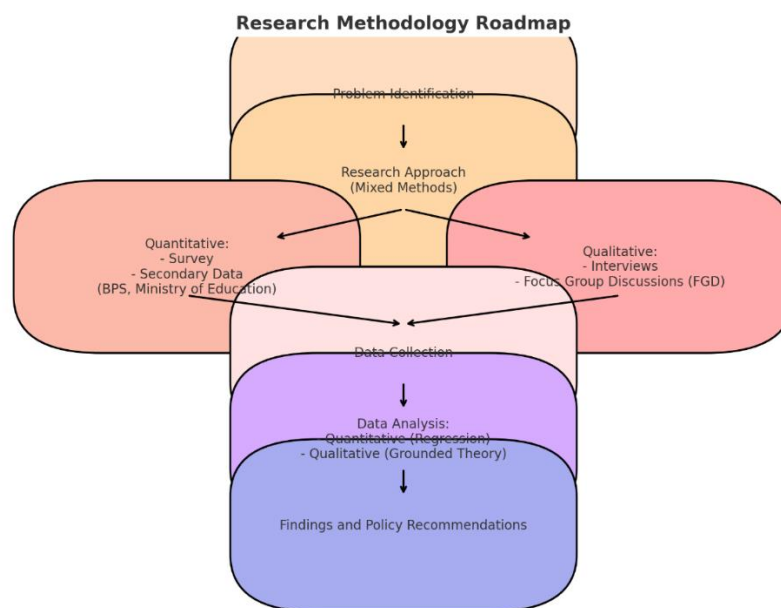 Research Methodology Roadmap
Problem Identification
Research Approach
(Mixed Methods)
Quantitative:
- Survey
- Secondary Data
(BPS, Ministry of Education)
Qualitative:
- Interviews
- Focus Group Discussions (FGD)
Data Collection
Data Analysis:
- Quantitative (Regression)
- Qualitative (Grounded Theory)
Findings and Policy Recommendations